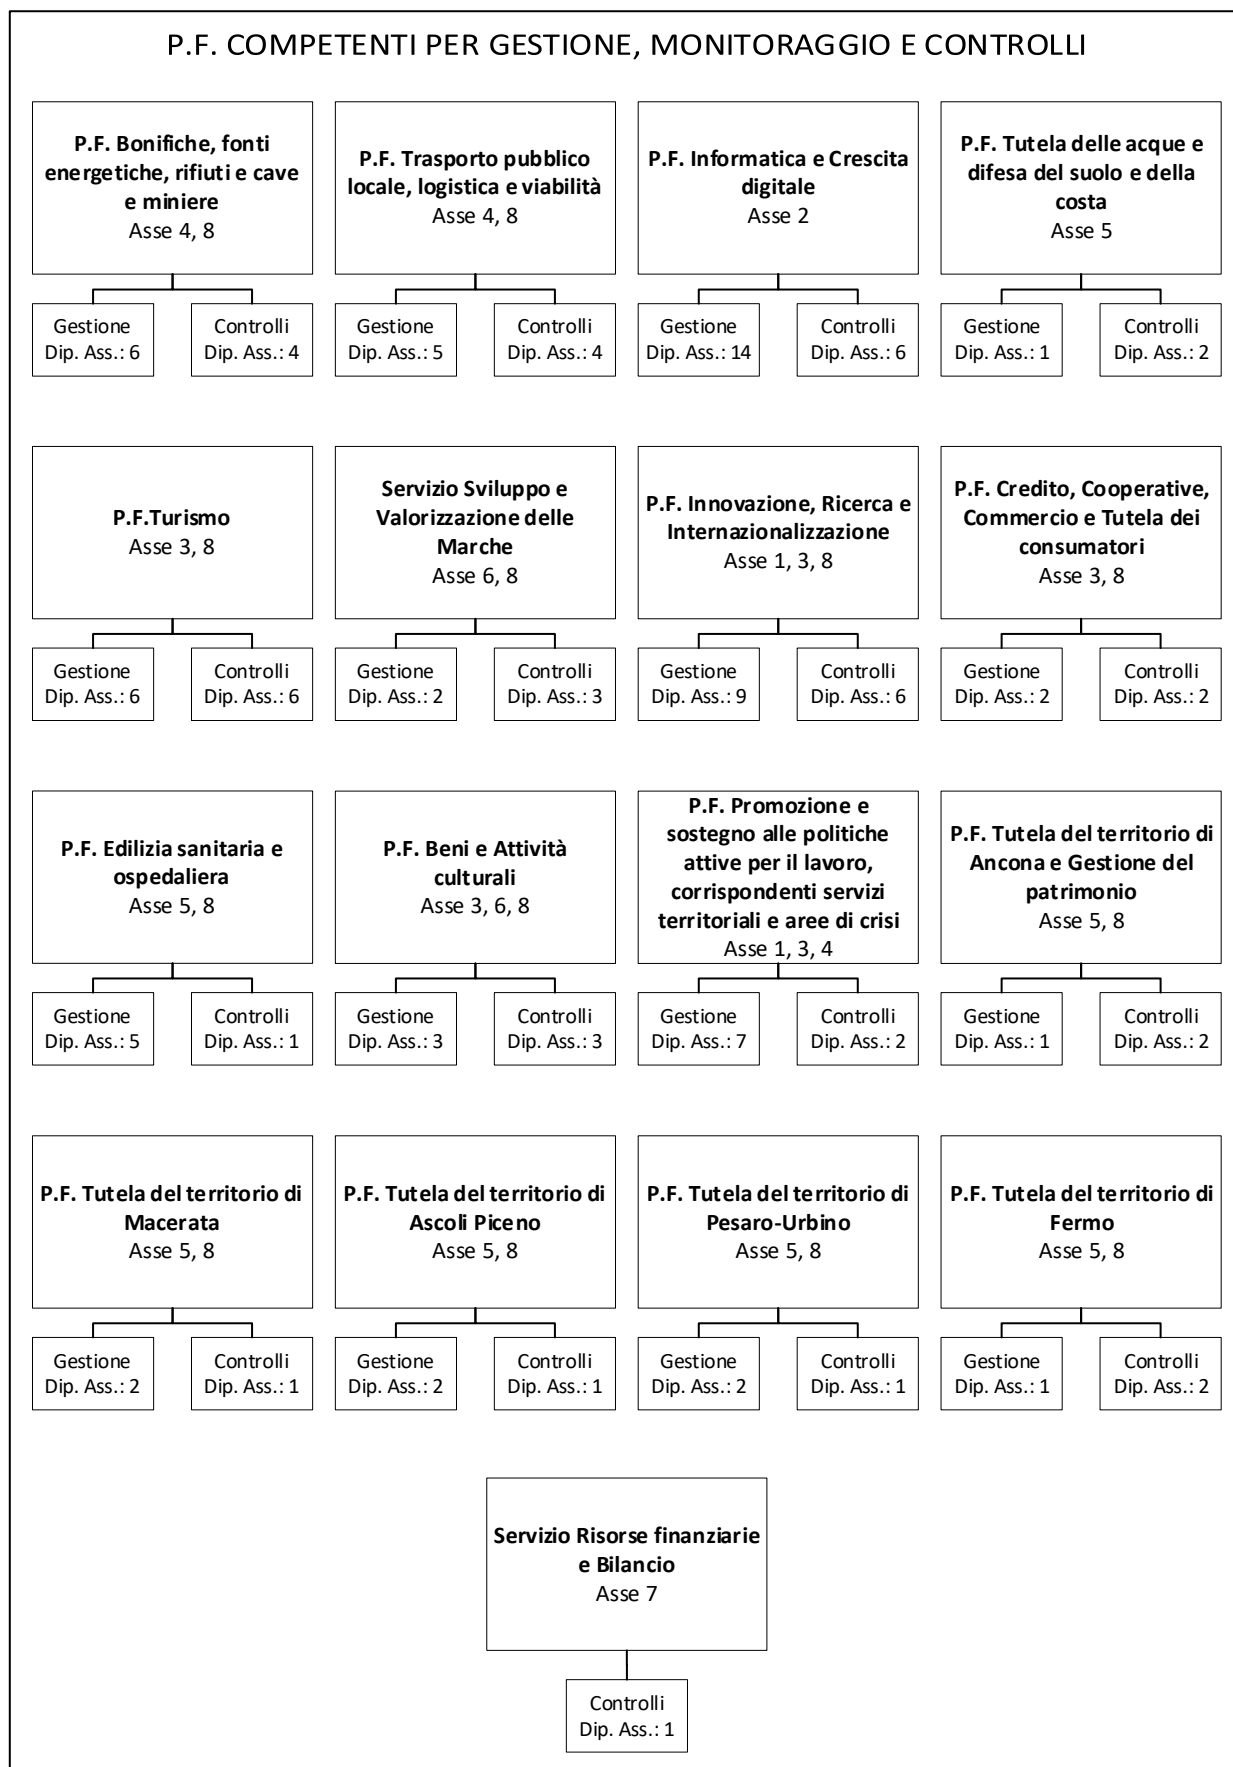 P.F. COMPETENTI PER GESTIONE, MONITORAGGIO E CONTROLLI
P.F. Bonifiche, fonti
energetiche, rifiuti e cave
e miniere
Asse 4, 8
Gestione
Dip. Ass.: 6
Controlli
Dip. Ass.: 4
P.F. Trasporto pubblico
locale, logistica e viabilità
Asse 4, 8
Gestione
Dip. Ass.: 5
Controlli
Dip. Ass.: 4
P.F. Informatica e Crescita
digitale
Asse 2
Gestione
Dip. Ass.: 14
Controlli
Dip. Ass.: 6
P.F. Tutela delle acque e
difesa del suolo e della
costa
Asse 5
Gestione
Dip. Ass.: 1
Controlli
Dip. Ass.: 2
P.F.Turismo
Asse 3, 8
Gestione
Dip. Ass.: 6
Controlli
Dip. Ass.: 6
Servizio Sviluppo e
Valorizzazione delle
Marche
Asse 6, 8
Gestione
Dip. Ass.: 2
Controlli
Dip. Ass.: 3
P.F. Innovazione, Ricerca e
Internazionalizzazione
Asse 1, 3, 8
Gestione
Dip. Ass.: 9
Controlli
Dip. Ass.: 6
P.F. Credito, Cooperative,
Commercio e Tutela dei
consumatori
Asse 3, 8
Gestione
Dip. Ass.: 2
Controlli
Dip. Ass.: 2
P.F. Edilizia sanitaria e
ospedaliera
Asse 5, 8
Gestione
Dip. Ass.: 5
Controlli
Dip. Ass.: 1
P.F. Beni e Attività
culturali
Asse 3, 6, 8
Gestione
Dip. Ass.: 3
Controlli
Dip. Ass.: 3
P.F. Promozione e
sostegno alle politiche
attive per il lavoro,
corrispondenti servizi
territoriali e aree di crisi
Asse 1, 3, 4
Gestione
Dip. Ass.: 7
Controlli
Dip. Ass.: 2
P.F. Tutela del territorio di
Ancona e Gestione del
patrimonio
Asse 5, 8
Gestione
Dip. Ass.: 1
Controlli
Dip. Ass.: 2
P.F. Tutela del territorio di
Macerata
Asse 5, 8
Gestione
Dip. Ass.: 2
Controlli
Dip. Ass.: 1
P.F. Tutela del territorio di
Ascoli Piceno
Asse 5, 8
Gestione
Dip. Ass.: 2
Controlli
Dip. Ass.: 1
P.F. Tutela del territorio di
Pesaro-Urbino
Asse 5, 8
Gestione
Dip. Ass.: 2
Controlli
Dip. Ass.: 1
P.F. Tutela del territorio di
Fermo
Asse 5, 8
Gestione
Dip. Ass.: 1
Controlli
Dip. Ass.: 2
Servizio Risorse finanziarie
e Bilancio
Asse 7
Controlli
Dip. Ass.: 1